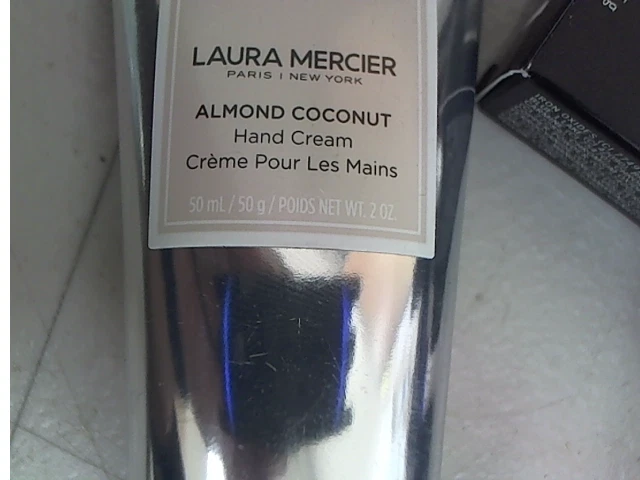 LAURA MERCIER
PARIS | NEW YORK
ALMOND COCONUT
Hand Cream
Crème Pour Les Mains
50 mL / 50 g / POIDS NET WT. 2 OZ.